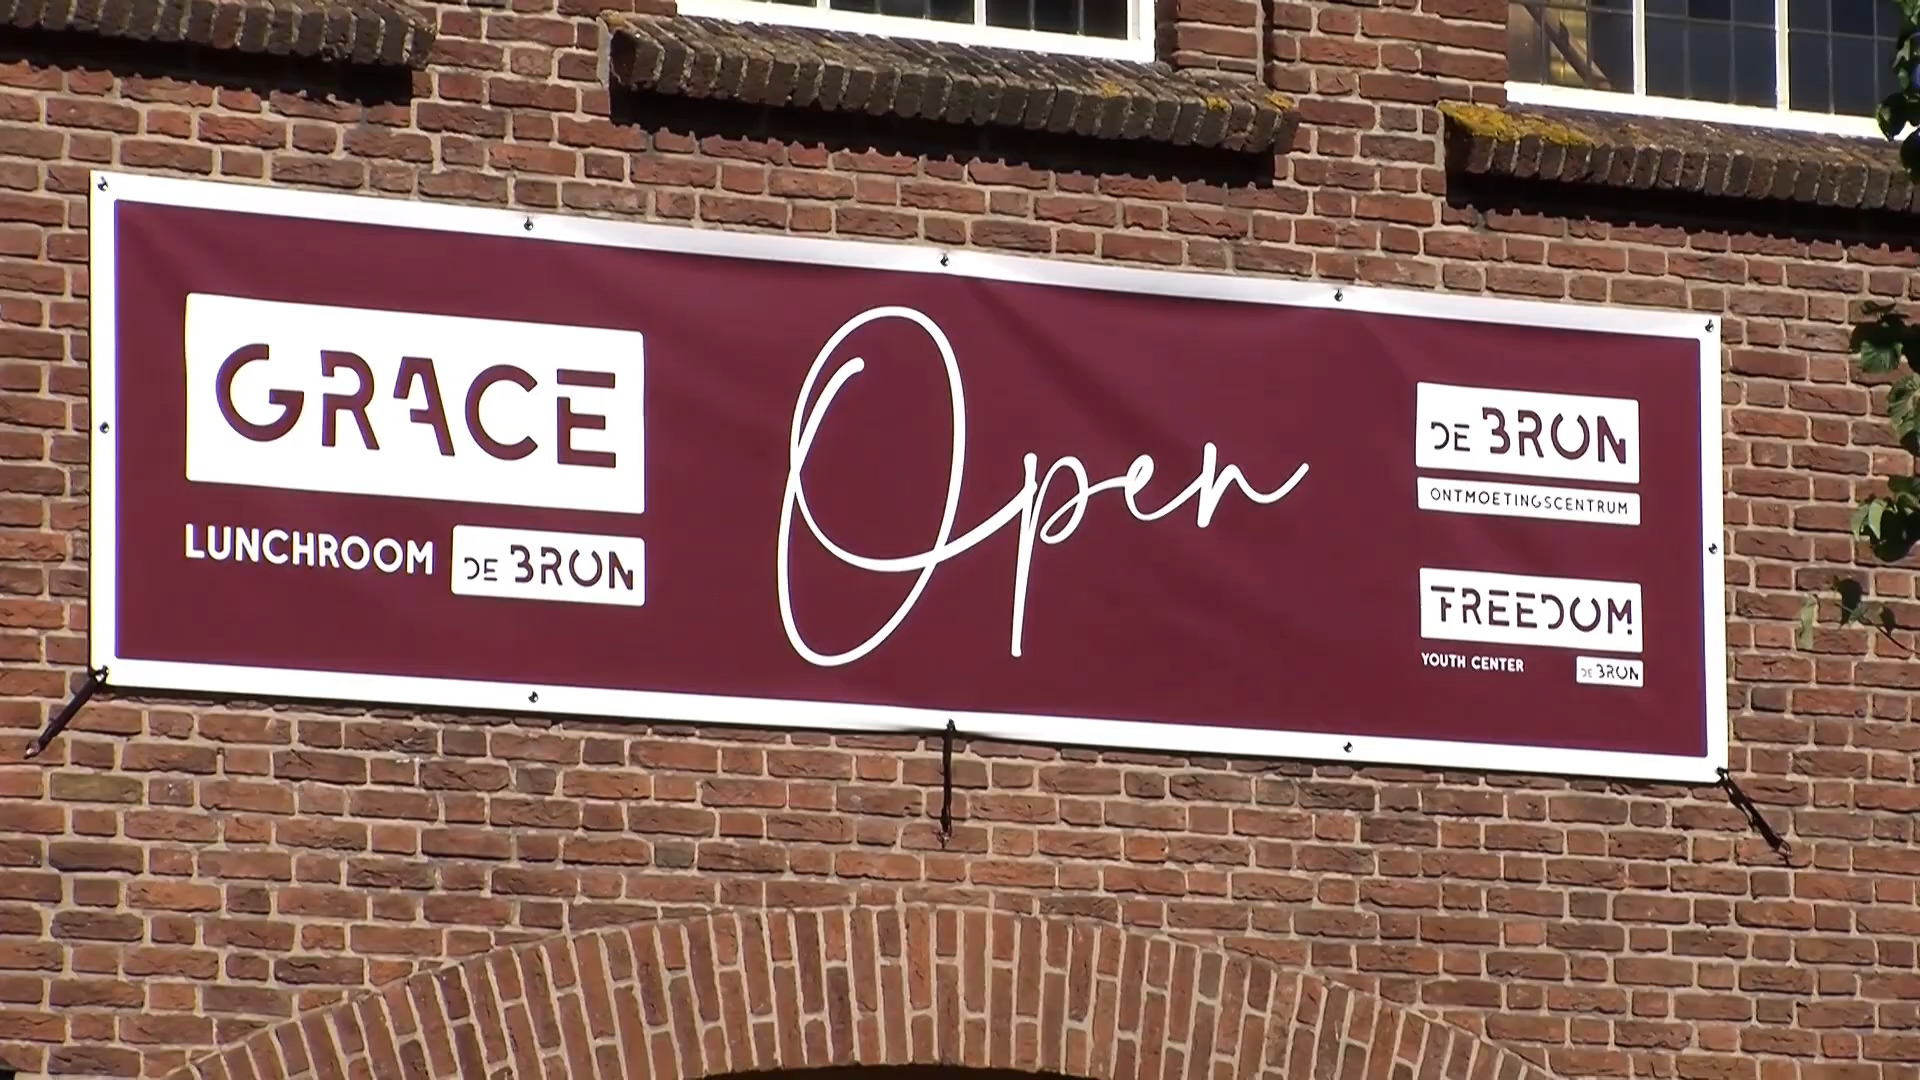 GRACE
LUNCHROOM DE BRON
Open
DE BRON
ONTMOETINGSCENTRUM
FREEDOM
YOUTH CENTER DE BRON